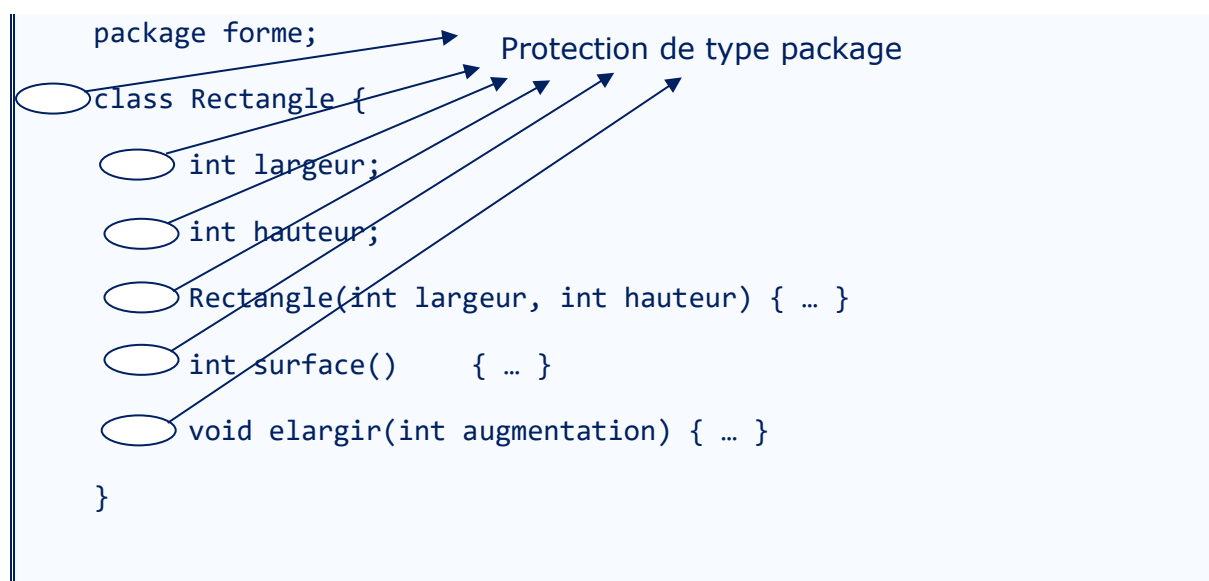 package forme;
Protection de type package
class Rectangle {
int largeur;
int hauteur;
Rectangle(int largeur, int hauteur) { … }
int surface() { … }
void elargir(int augmentation) { … }
}